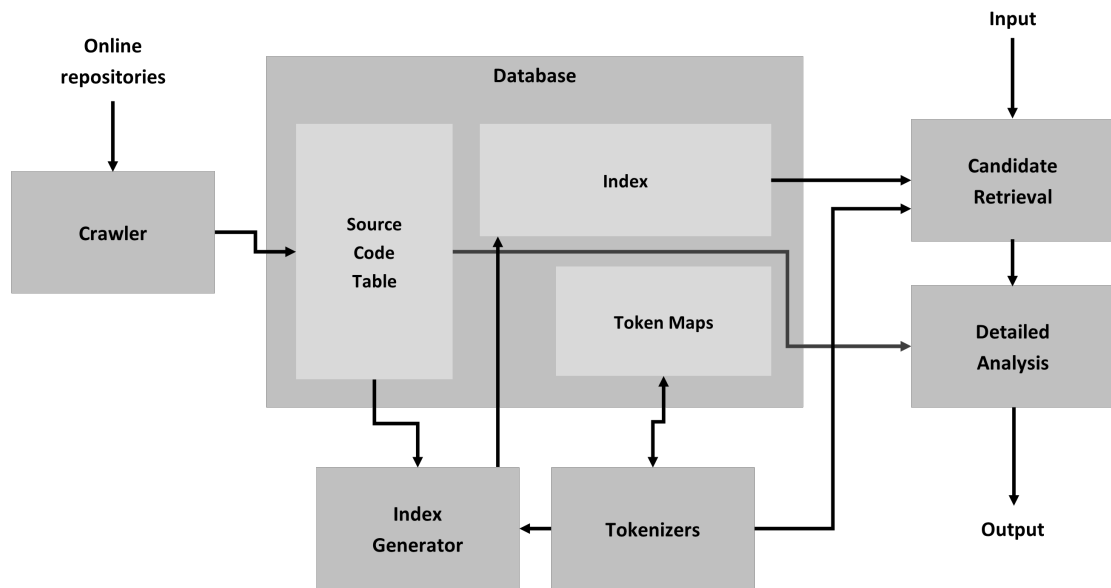 Online
repositories
Crawler
Database
Source
Code
Table
Index
Token Maps
Index
Generator
Tokenizers
Input
Candidate
Retrieval
Detailed
Analysis
Output